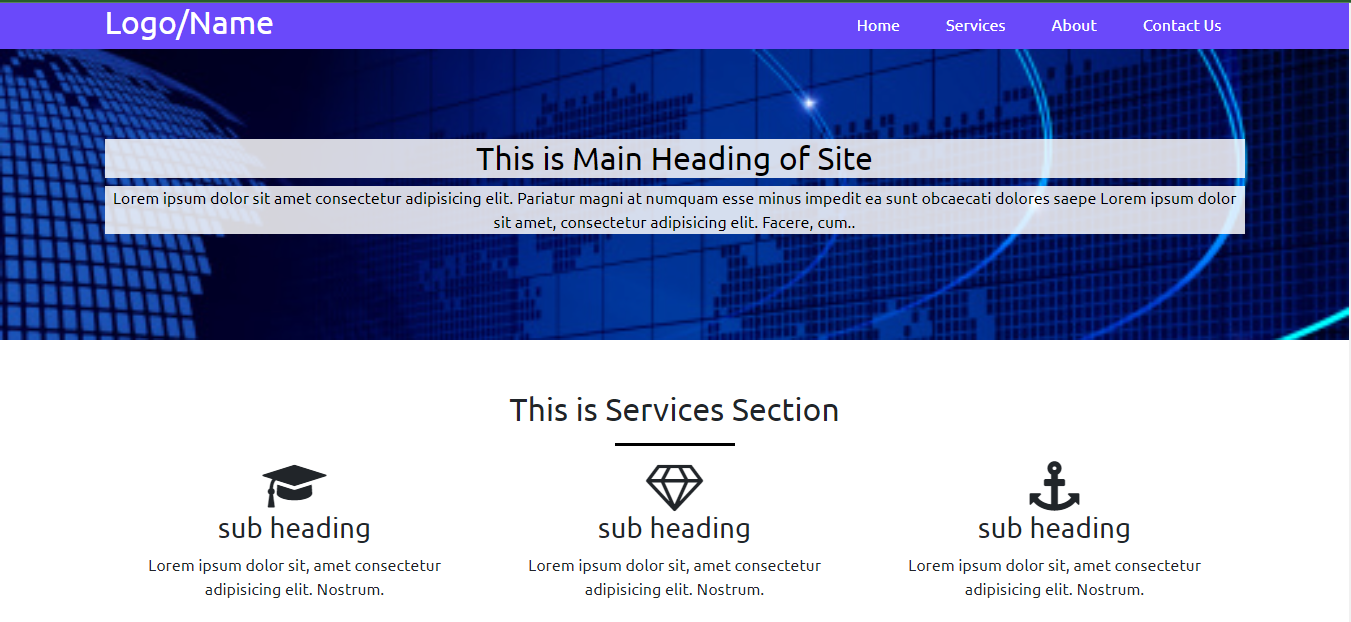 Logo/Name
Home Services About Contact Us
This is Main Heading of Site
Lorem ipsum dolor sit amet consectetur adipisicing elit. Pariatur magni at numquam esse minus impedit ea sunt obcaecati dolores saepe Lorem ipsum dolor
sit amet, consectetur adipisicing elit. Facere, cum..
This is Services Section
sub heading
Lorem ipsum dolor sit, amet consectetur
adipisicing elit. Nostrum.
sub heading
Lorem ipsum dolor sit, amet consectetur
adipisicing elit. Nostrum.
sub heading
Lorem ipsum dolor sit, amet consectetur
adipisicing elit. Nostrum.